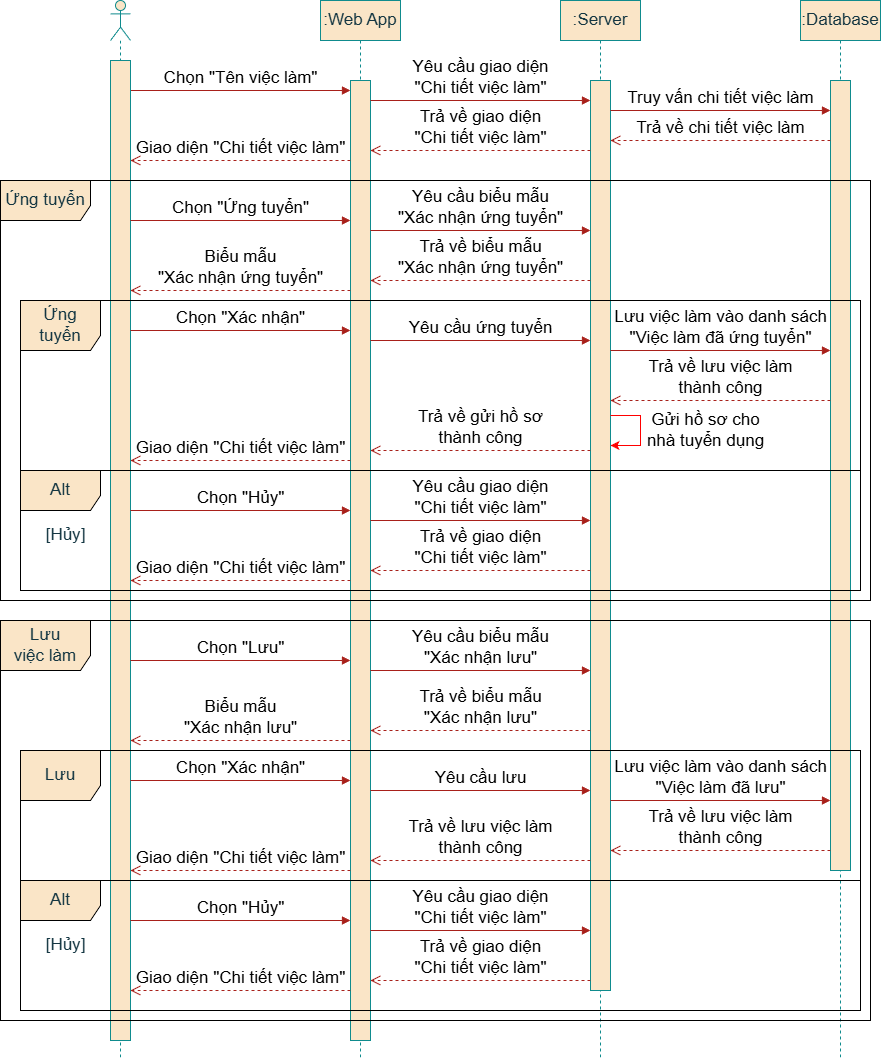 :Web App
:Server
:Database
Chọn "Tên việc làm"
Yêu cầu giao diện
"Chi tiết việc làm"
Truy vấn chi tiết việc làm
Trả về chi tiết việc làm
Trả về giao diện
"Chi tiết việc làm"
Giao diện "Chi tiết việc làm"
Ứng tuyển
Chọn "Ứng tuyển"
Yêu cầu biểu mẫu
"Xác nhận ứng tuyển"
Trả về biểu mẫu
"Xác nhận ứng tuyển"
Biểu mẫu
"Xác nhận ứng tuyển"
Ứng
tuyển
Chọn "Xác nhận"
Yêu cầu ứng tuyển
Lưu việc làm vào danh sách
"Việc làm đã ứng tuyển"
Trả về lưu việc làm
thành công
Gửi hồ sơ cho
nhà tuyển dụng
Trả về gửi hồ sơ
thành công
Giao diện "Chi tiết việc làm"
Alt
[Hủy]
Chọn "Hủy"
Yêu cầu giao diện
"Chi tiết việc làm"
Trả về giao diện
"Chi tiết việc làm"
Giao diện "Chi tiết việc làm"
Lưu
việc làm
Chọn "Lưu"
Yêu cầu biểu mẫu
"Xác nhận lưu"
Trả về biểu mẫu
"Xác nhận lưu"
Biểu mẫu
"Xác nhận lưu"
Lưu
Chọn "Xác nhận"
Yêu cầu lưu
Lưu việc làm vào danh sách
"Việc làm đã lưu"
Trả về lưu việc làm
thành công
Trả về lưu việc làm
thành công
Giao diện "Chi tiết việc làm"
Alt
[Hủy]
Chọn "Hủy"
Yêu cầu giao diện
"Chi tiết việc làm"
Trả về giao diện
"Chi tiết việc làm"
Giao diện "Chi tiết việc làm"